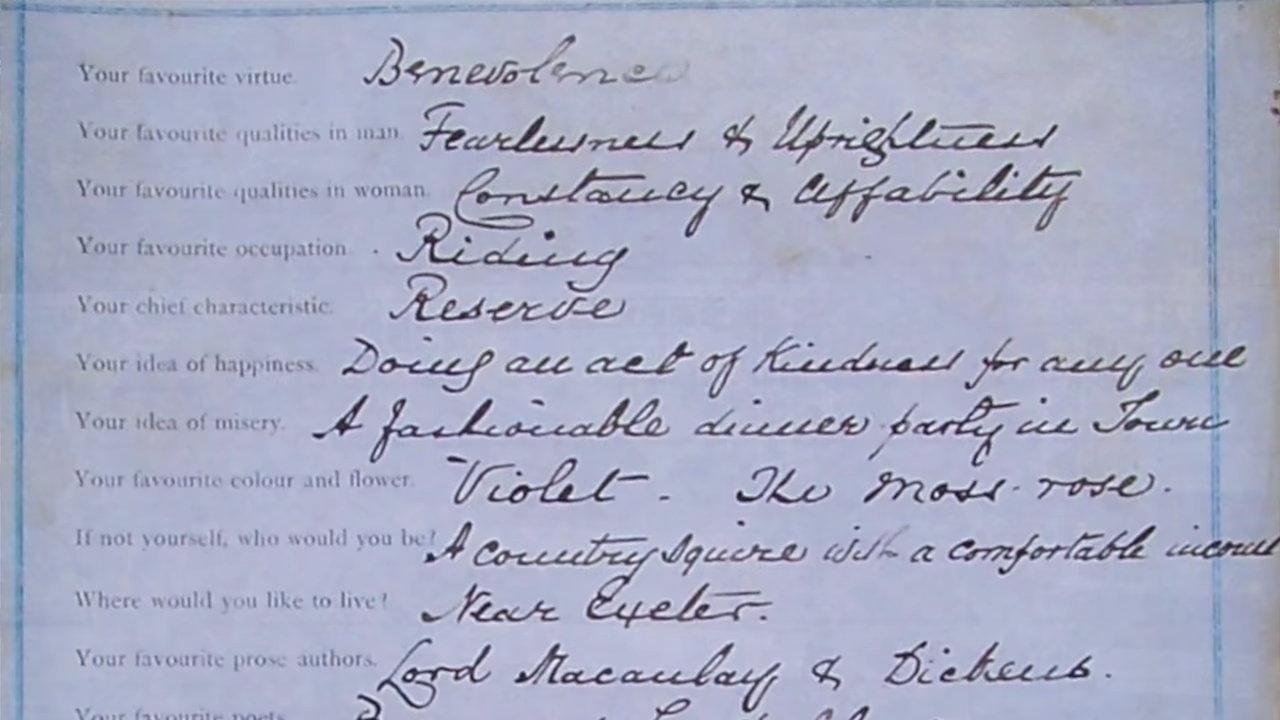 Your favourite virtue. Benevolence
Your favourite qualities in man. Fearlessness & Uprightness
Your favourite qualities in woman. Constancy & Affability
Your favourite occupation. Riding
Your chief characteristic. Reserve
Your idea of happiness. Doing an act of Kindness for any one
Your idea of misery. A fashionable dinner party in Town
Your favourite colour and flower. Violet. The Moss-rose.
If not yourself, who would you be? A country squire with a comfortable income
Where would you like to live? Near Exeter.
Your favourite prose authors. Lord Macaulay & Dickens.
Your favourite poets.